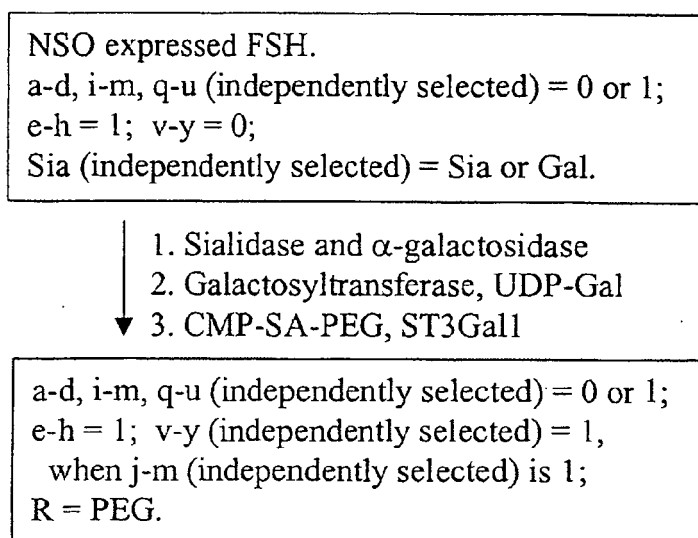 NSO expressed FSH.
a-d, i-m, q-u (independently selected) = 0 or 1;
e-h = 1; v-y = 0;
Sia (independently selected) = Sia or Gal.
1. Sialidase and α-galactosidase
2. Galactosyltransferase, UDP-Gal
3. CMP-SA-PEG, ST3Gal1
a-d, i-m, q-u (independently selected) = 0 or 1;
e-h = 1; v-y (independently selected) = 1,
when j-m (independently selected) is 1;
R = PEG.